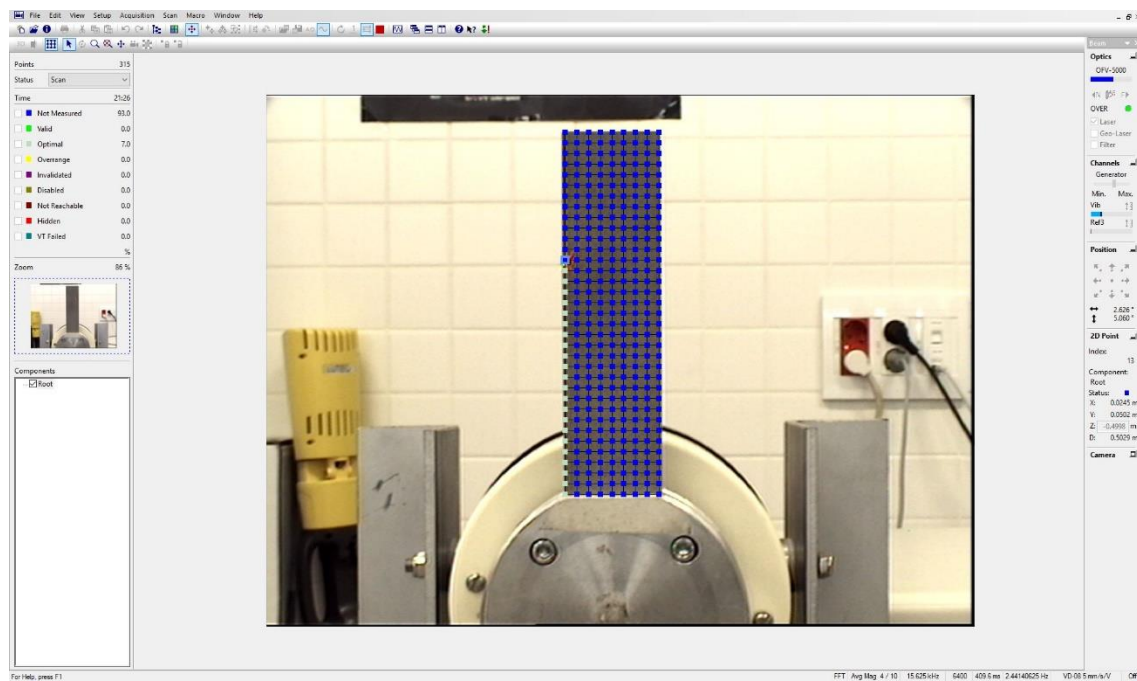 File Edit View Setup Acquisition Scan Macro Window Help
Points 315
Status Scan
Time 21:26
Not Measured 93.0
Valid 0.0
Optimal 7.0
Overrange 0.0
Invalidated 0.0
Disabled 0.0
Not Reachable 0.0
Hidden 0.0
VT Failed 0.0
%
Zoom 86 %
Components
Root
Optics
OFV-5000
OVER
Laser
Geo-Laser
Filter
Channels
Generator
Min. Max.
Vib
Ref3
Position
2.626 °
5.060 °
2D Point
Index:
13
Component:
Root
Status:
X: 0.0245 m
0.0502 m
Z: -0.4998 m
D: 0.5029 m
Camera
For Help, press F1
FFT Avg Mag 4 / 10 15.625 kHz 6400 409.6 ms 2.44140625 Hz VD-08 5 mm/s/V